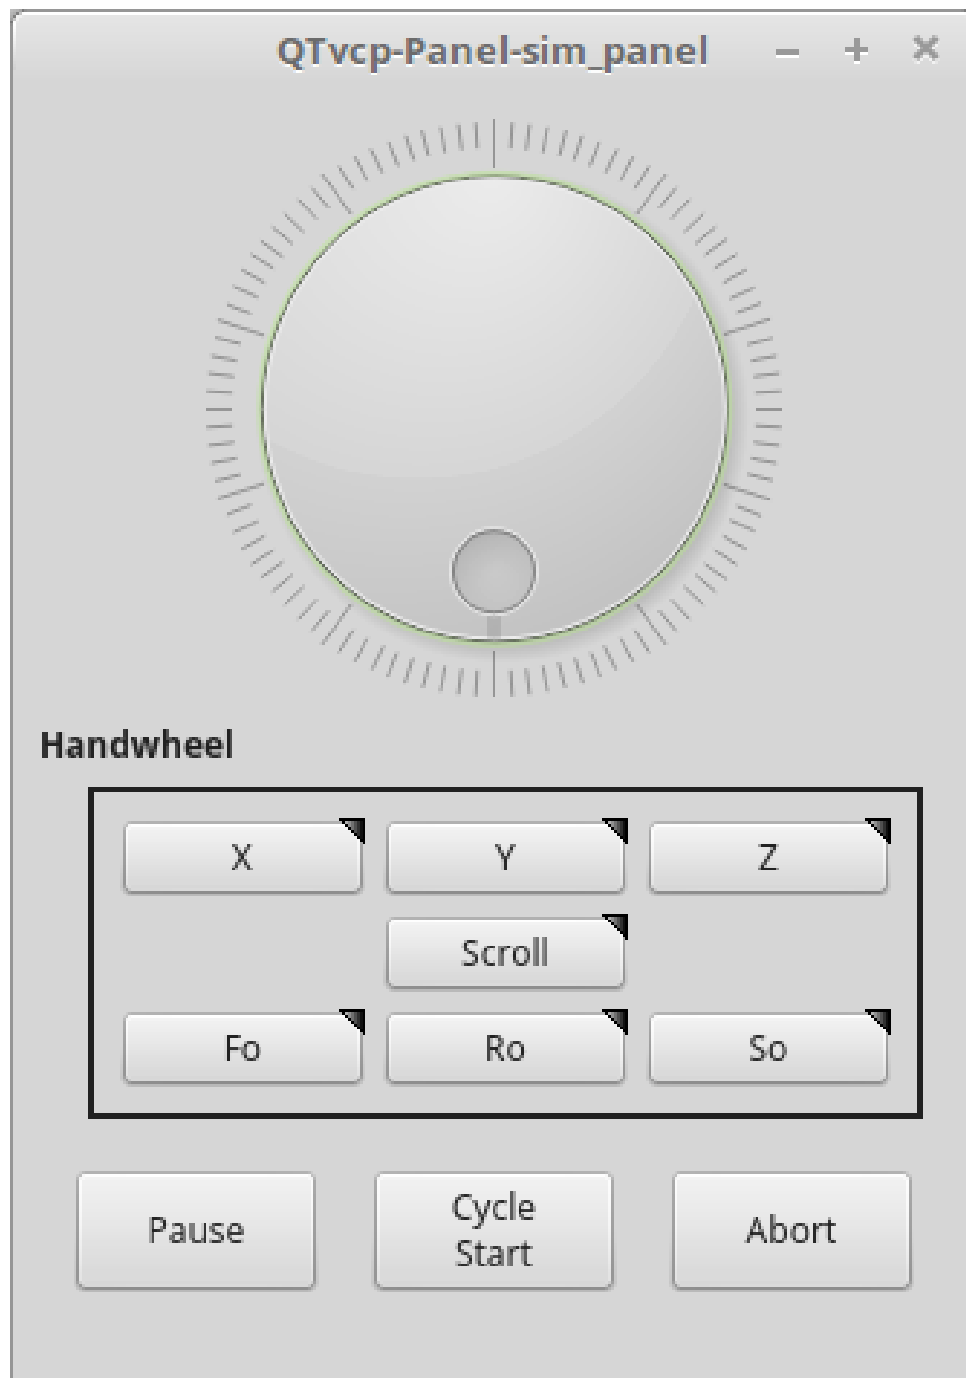 QTvcp-Panel-sim_panel
Handwheel
X Y Z
Scroll
Fo Ro So
Pause
Cycle
Start
Abort